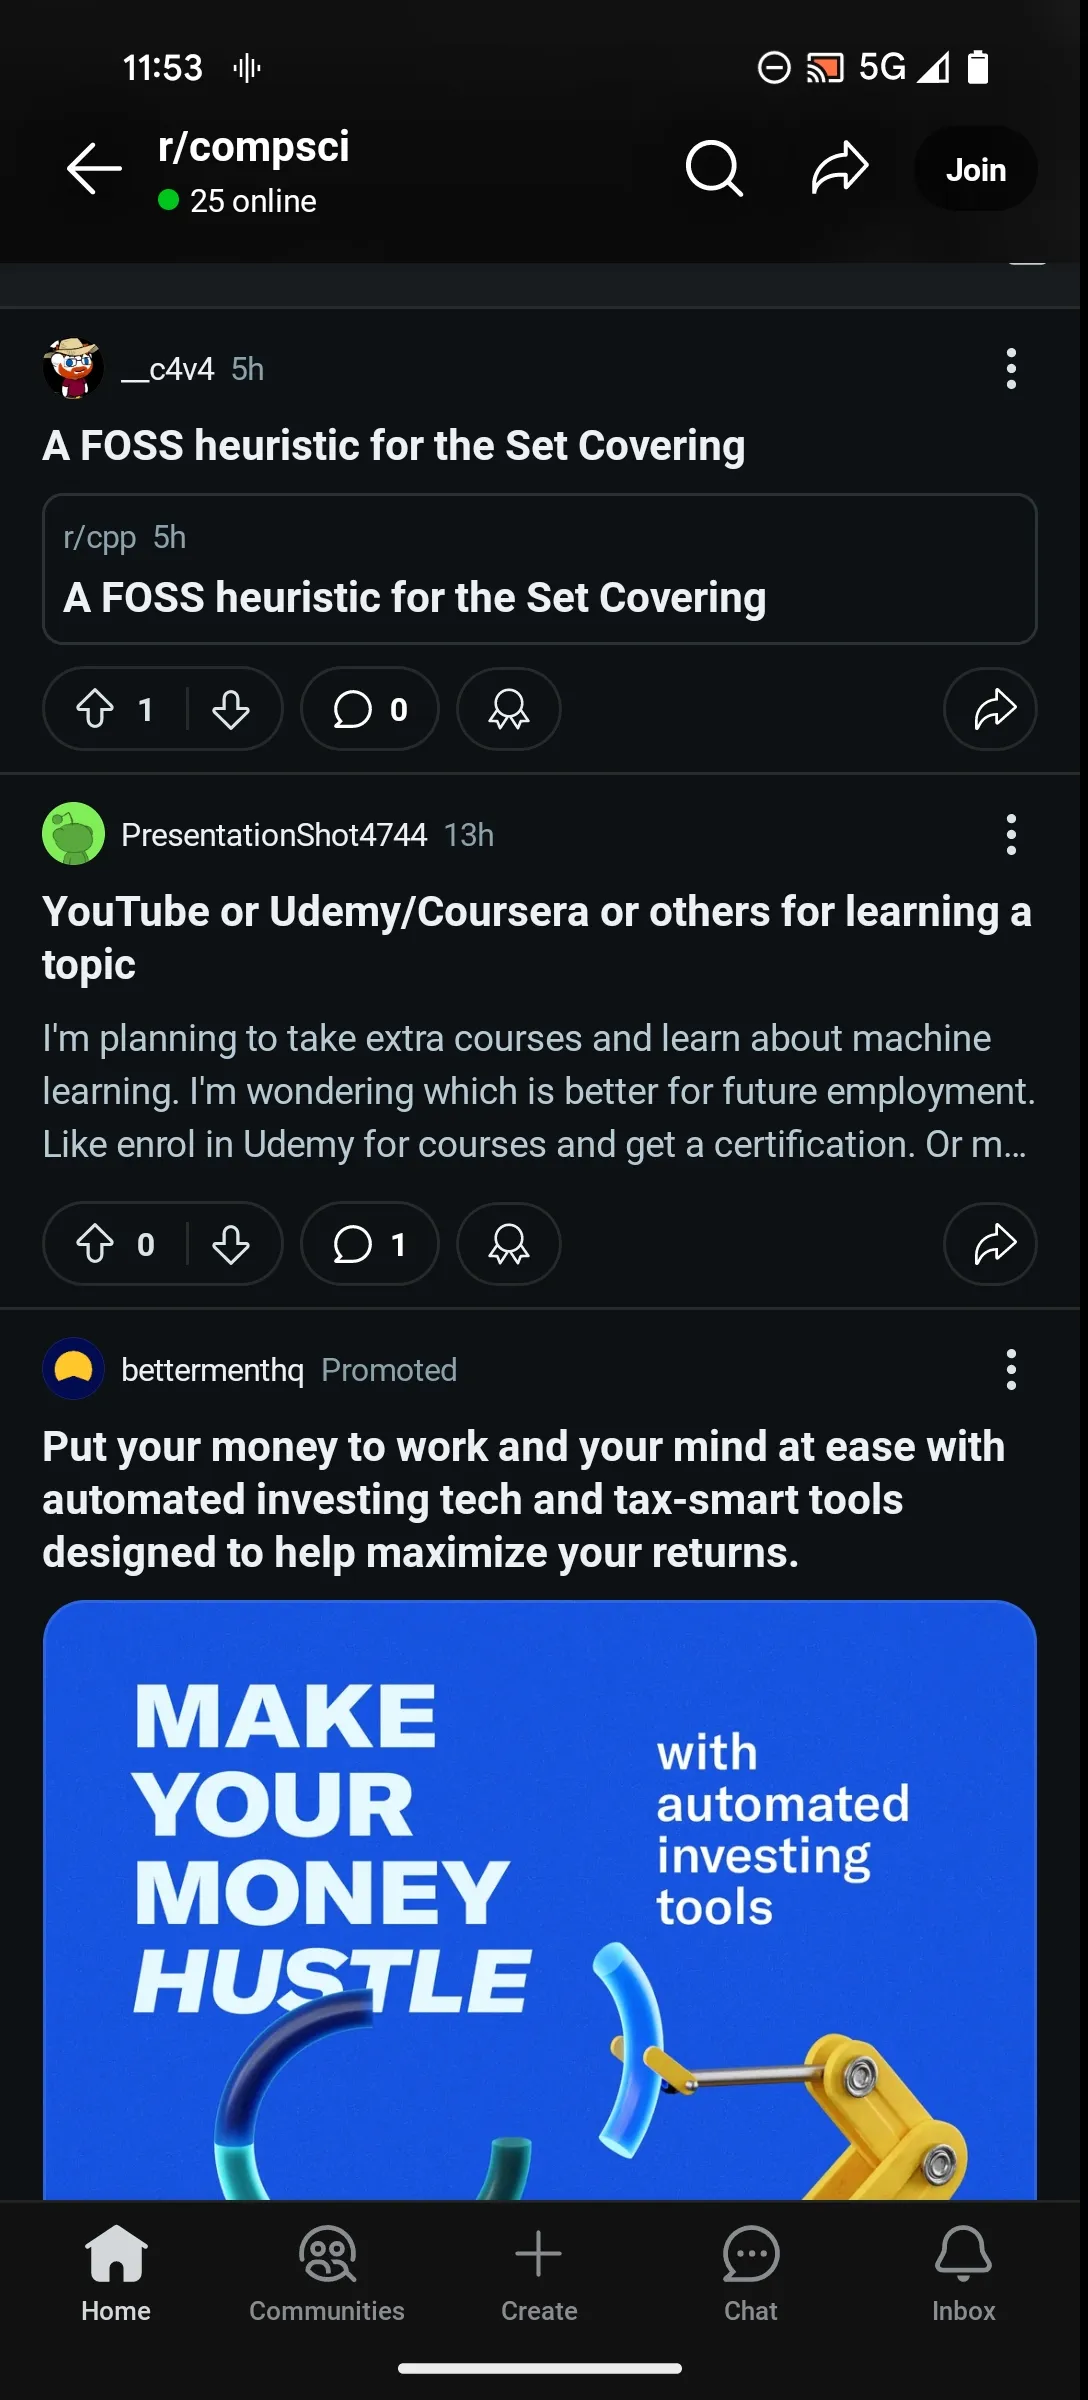 11:53
5G
r/compsci
25 online
Join
__c4v4 5h
A FOSS heuristic for the Set Covering
r/cpp 5h
A FOSS heuristic for the Set Covering
1
0
PresentationShot4744 13h
YouTube or Udemy/Coursera or others for learning a
topic
I'm planning to take extra courses and learn about machine
learning. I'm wondering which is better for future employment.
Like enrol in Udemy for courses and get a certification. Or m...
0
1
bettermenthq Promoted
Put your money to work and your mind at ease with
automated investing tech and tax-smart tools
designed to help maximize your returns.
MAKE
YOUR
MONEY
HUSTLE
with
automated
investing
tools
Home
Communities
Create
Chat
Inbox